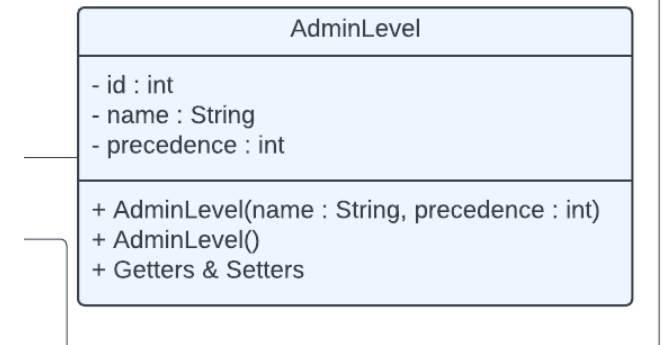 AdminLevel
- id : int
- name : String
- precedence : int
+ AdminLevel(name : String, precedence : int)
+ AdminLevel()
+ Getters & Setters